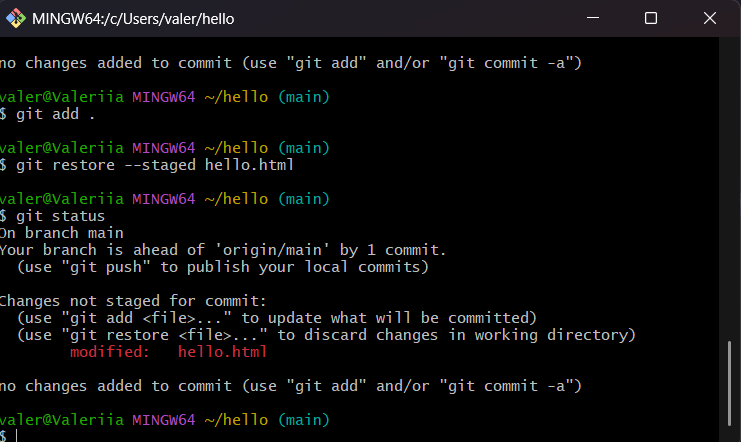 MINGW64:/c/Users/valer/hello
no changes added to commit (use "git add" and/or "git commit -a")
valer@Valeriia MINGW64 ~/hello (main)
$ git add .
valer@Valeriia MINGW64 ~/hello (main)
$ git restore --staged hello.html
valer@Valeriia MINGW64 ~/hello (main)
$ git status
On branch main
Your branch is ahead of 'origin/main' by 1 commit.
  (use "git push" to publish your local commits)
Changes not staged for commit:
  (use "git add <file>..." to update what will be committed)
  (use "git restore <file>..." to discard changes in working directory)
        modified:   hello.html
no changes added to commit (use "git add" and/or "git commit -a")
valer@Valeriia MINGW64 ~/hello (main)
$